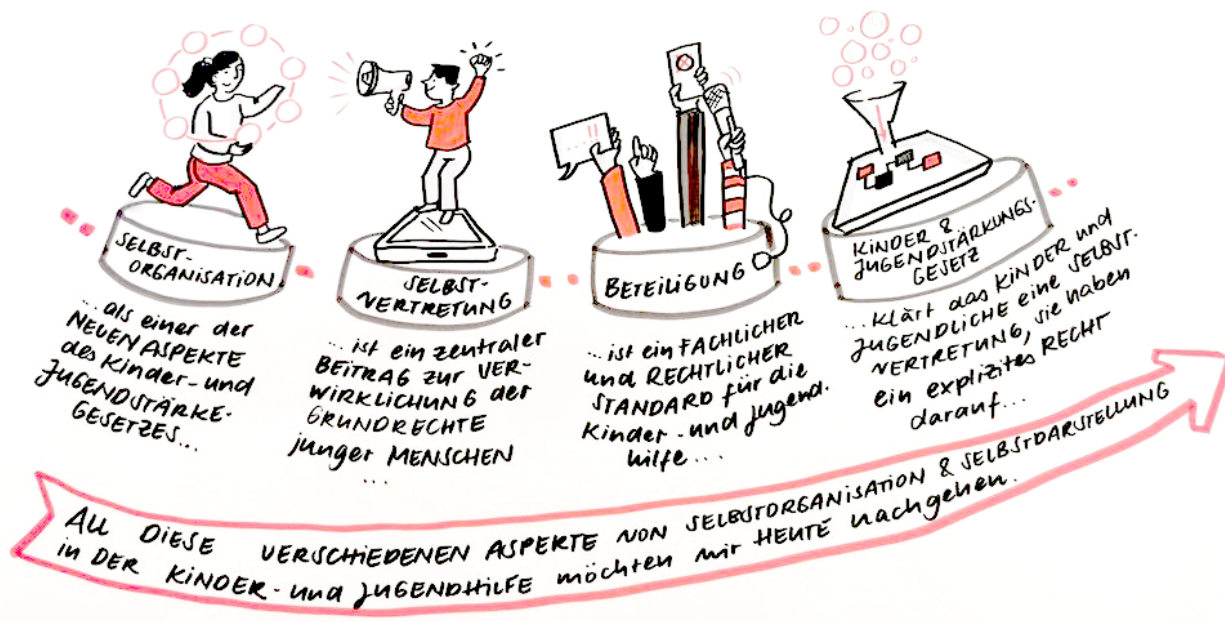 SELBST-
ORGANISATION
... als einer der
NEUEN ASPEKTE
des Kinder- und
JUGENDSTÄRKE-
GESETZES...
SELBST-
VERTRETUNG
... ist ein zentraler
BEITRAG zur VER-
WIRKLICHUNG der
GRUNDRECHTE
junger MENSCHEN
...
!!
BETEILIGUNG
... ist ein FACHLICHER
und RECHTLICHER
STANDARD für die
Kinder- und Jugend-
hilfe ...
KINDER &
JUGENDSTÄRKUNGS-
GESETZ
... klärt das KINDER und
JUGENDLICHE eine SELBST-
VERTRETUNG, sie haben
ein explizites RECHT
darauf...
All DIESE VERSCHIEDENEN ASPEKTE VON SELBSTORGANISATION & SELBSTDARSTELLUNG
in DER KINDER- und JUGENDHILFE möchten wir HEUTE nachgehen.